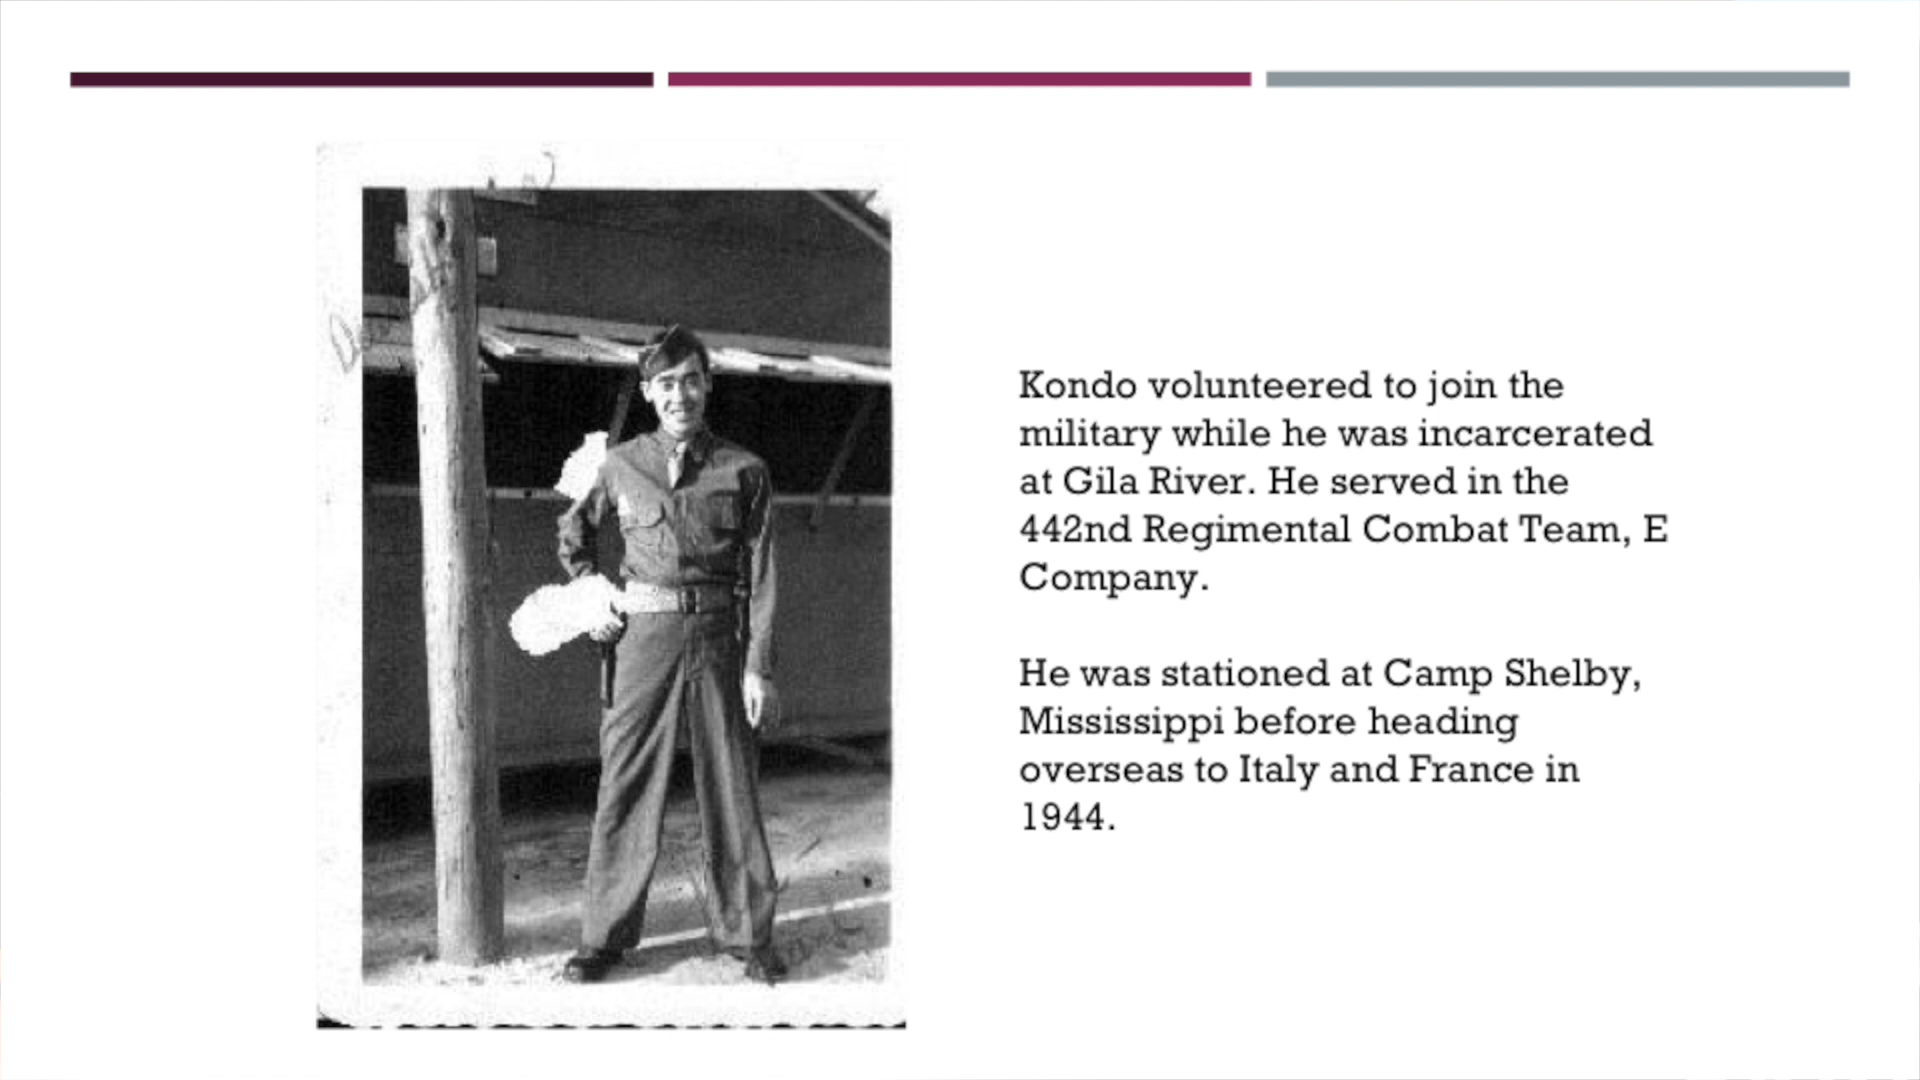 Kondo volunteered to join the
military while he was incarcerated
at Gila River. He served in the
442nd Regimental Combat Team, E
Company.
He was stationed at Camp Shelby,
Mississippi before heading
overseas to Italy and France in
1944.